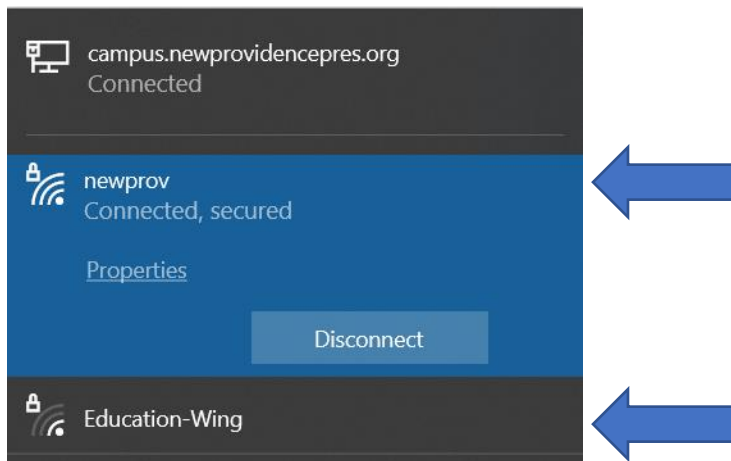 campus.newprovidencepres.org
Connected
newprov
Connected, secured
Properties
Disconnect
Education-Wing